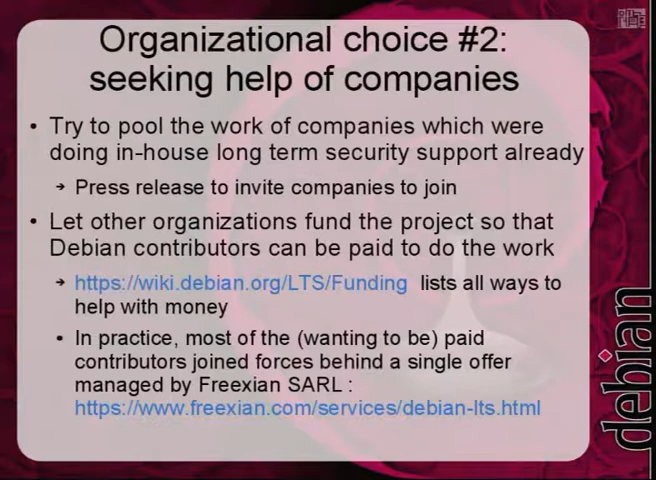 Organizational choice #2:
seeking help of companies
• Try to pool the work of companies which were
doing in-house long term security support already
➔ Press release to invite companies to join
• Let other organizations fund the project so that
Debian contributors can be paid to do the work
➔ https://wiki.debian.org/LTS/Funding lists all ways to
help with money
• In practice, most of the (wanting to be) paid
contributors joined forces behind a single offer
managed by Freexian SARL :
https://www.freexian.com/services/debian-lts.html
debian